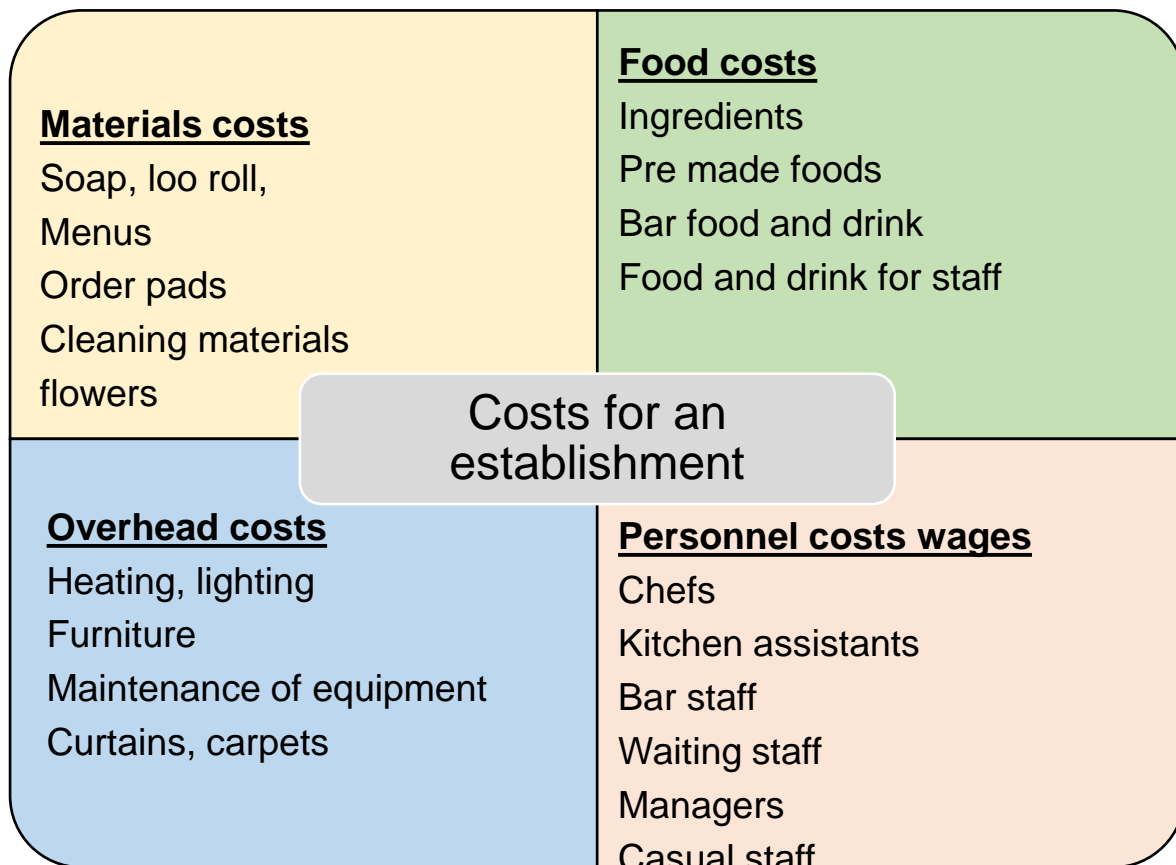 Materials costs
Soap, loo roll,
Menus
Order pads
Cleaning materials
flowers
Food costs
Ingredients
Pre made foods
Bar food and drink
Food and drink for staff
Costs for an
establishment
Overhead costs
Heating, lighting
Furniture
Maintenance of equipment
Curtains, carpets
Personnel costs wages
Chefs
Kitchen assistants
Bar staff
Waiting staff
Managers
Casual staff